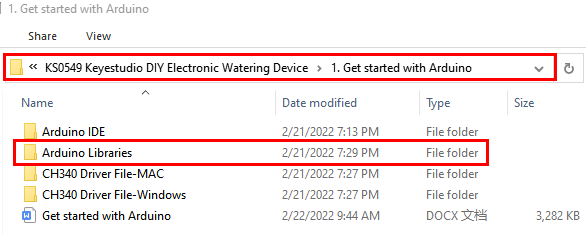 1. Get started with Arduino
Share View
« KS0549 Keyestudio DIY Electronic Watering Device > 1. Get started with Arduino
Name Date Type Size
Arduino IDE 2/21/2022 7:13 PM File folder
Arduino Libraries 2/21/2022 7:29 PM File folder
CH340 Driver File-MAC 2/21/2022 7:27 PM File folder
CH340 Driver File-Windows 2/21/2022 7:27 PM File folder
Get started with Arduino 2/22/2022 9:44 AM DOCX 文档 3,282 KB